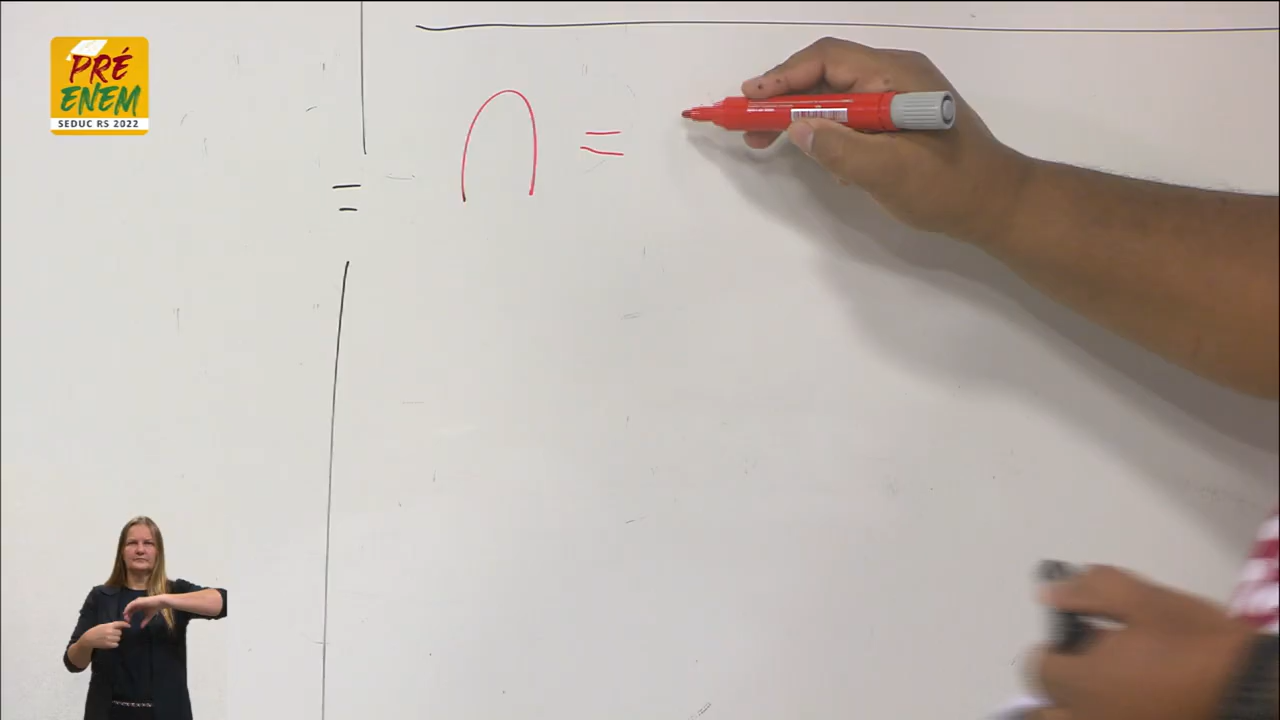 PRÉ
ENEM
SEDUC RS 2022
=
∩ =